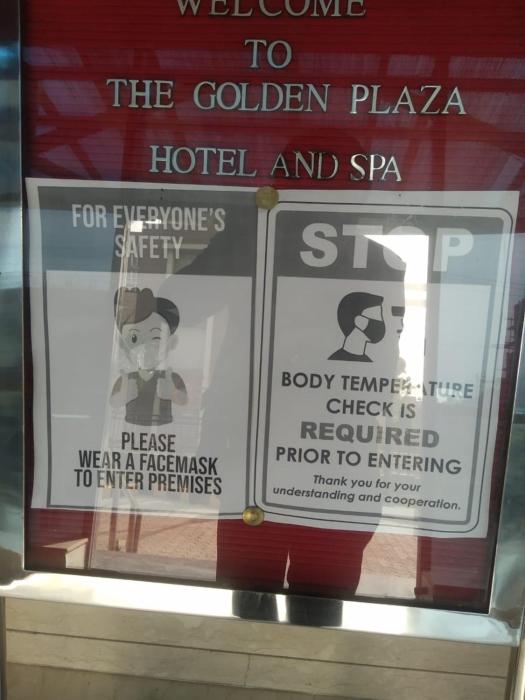 WELCOME
TO
THE GOLDEN PLAZA
HOTEL AND SPA
FOR EVERYONE'S
SAFETY
PLEASE
WEAR A FACEMASK
TO ENTER PREMISES
STOP
BODY TEMPERATURE
CHECK IS
REQUIRED
PRIOR TO ENTERING
Thank you for your
understanding and cooperation.